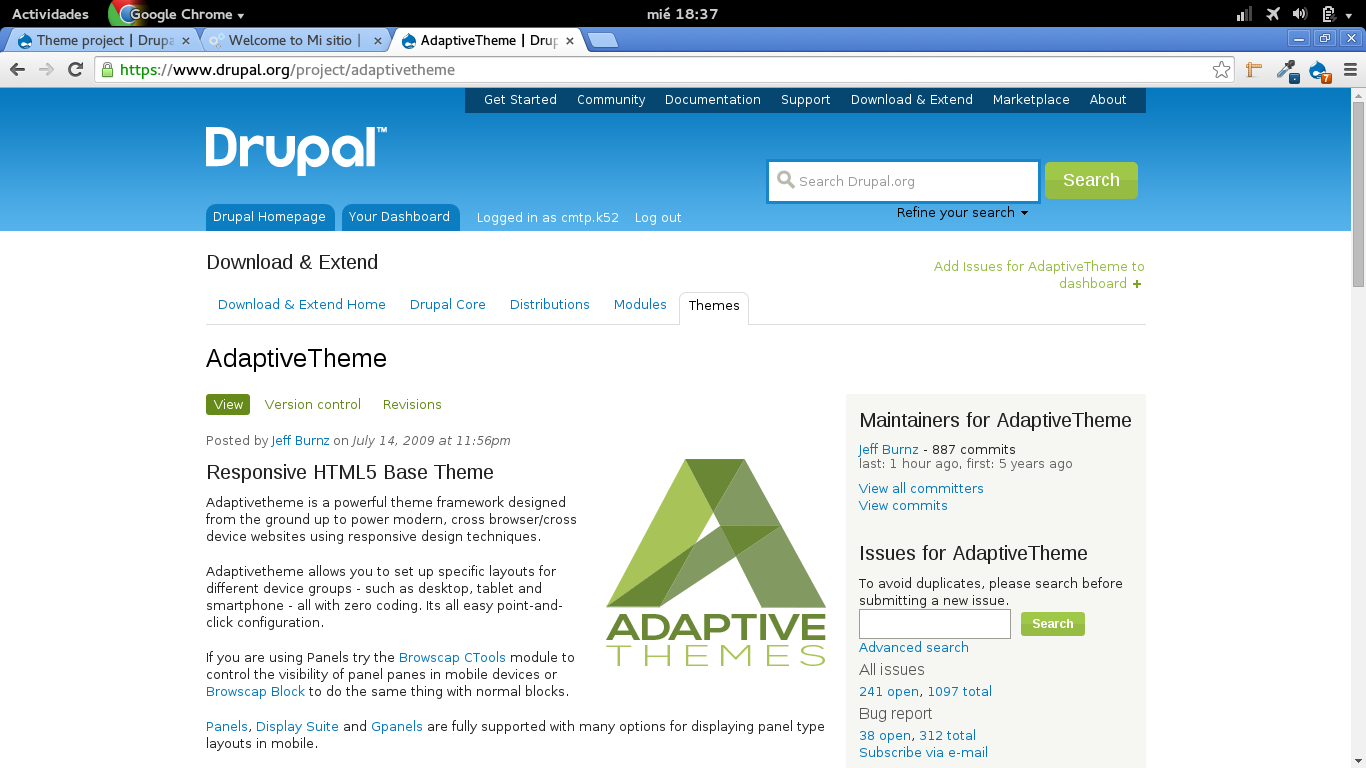 Actividades Google Chrome mié 18:37
Theme project | Drupa Welcome to Mi sitio | AdaptiveTheme | Drup
https://www.drupal.org/project/adaptivetheme 7
Get Started Community Documentation Support Download & Extend Marketplace About
Drupal™
Search Drupal.org Search
Refine your search
Drupal Homepage Your Dashboard Logged in as cmtp.k52 Log out
Download & Extend
Add Issues for AdaptiveTheme to
dashboard
Download & Extend Home Drupal Core Distributions Modules Themes
AdaptiveTheme
View Version control Revisions
Posted by Jeff Burnz on July 14, 2009 at 11:56pm
Responsive HTML5 Base Theme
Adaptivetheme is a powerful theme framework designed
from the ground up to power modern, cross browser/cross
device websites using responsive design techniques.
Adaptivetheme allows you to set up specific layouts for
different device groups - such as desktop, tablet and
smartphone - all with zero coding. Its all easy point-and-
click configuration.
If you are using Panels try the Browscap CTools module to
control the visibility of panel panes in mobile devices or
Browscap Block to do the same thing with normal blocks.
Panels, Display Suite and Gpanels are fully supported with many options for displaying panel type
layouts in mobile.
ADAPTIVE
THEMES
Maintainers for AdaptiveTheme
Jeff Burnz - 887 commits
last: 1 hour ago, first: 5 years ago
View all committers
View commits
Issues for AdaptiveTheme
To avoid duplicates, please search before
submitting a new issue.
Search
Advanced search
All issues
241 open, 1097 total
Bug report
38 open, 312 total
Subscribe via e-mail